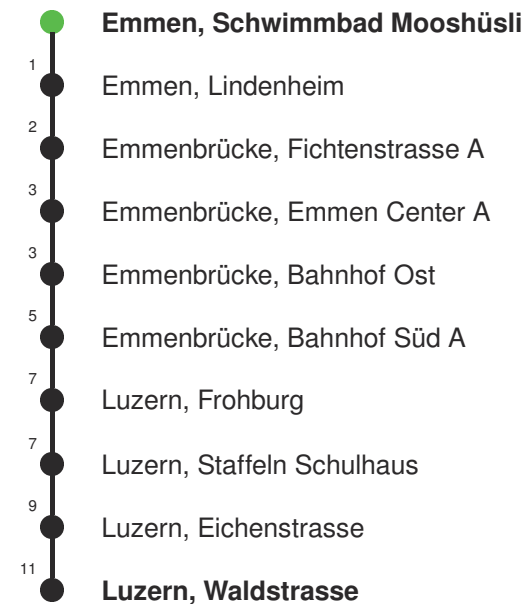 Emmen, Schwimmbad Mooshüsli
1 Emmen, Lindenheim
2 Emmenbrücke, Fichtenstrasse A
3 Emmenbrücke, Emmen Center A
3 Emmenbrücke, Bahnhof Ost
5 Emmenbrücke, Bahnhof Süd A
7 Luzern, Frohburg
7 Luzern, Staffeln Schulhaus
9 Luzern, Eichenstrasse
11 Luzern, Waldstrasse